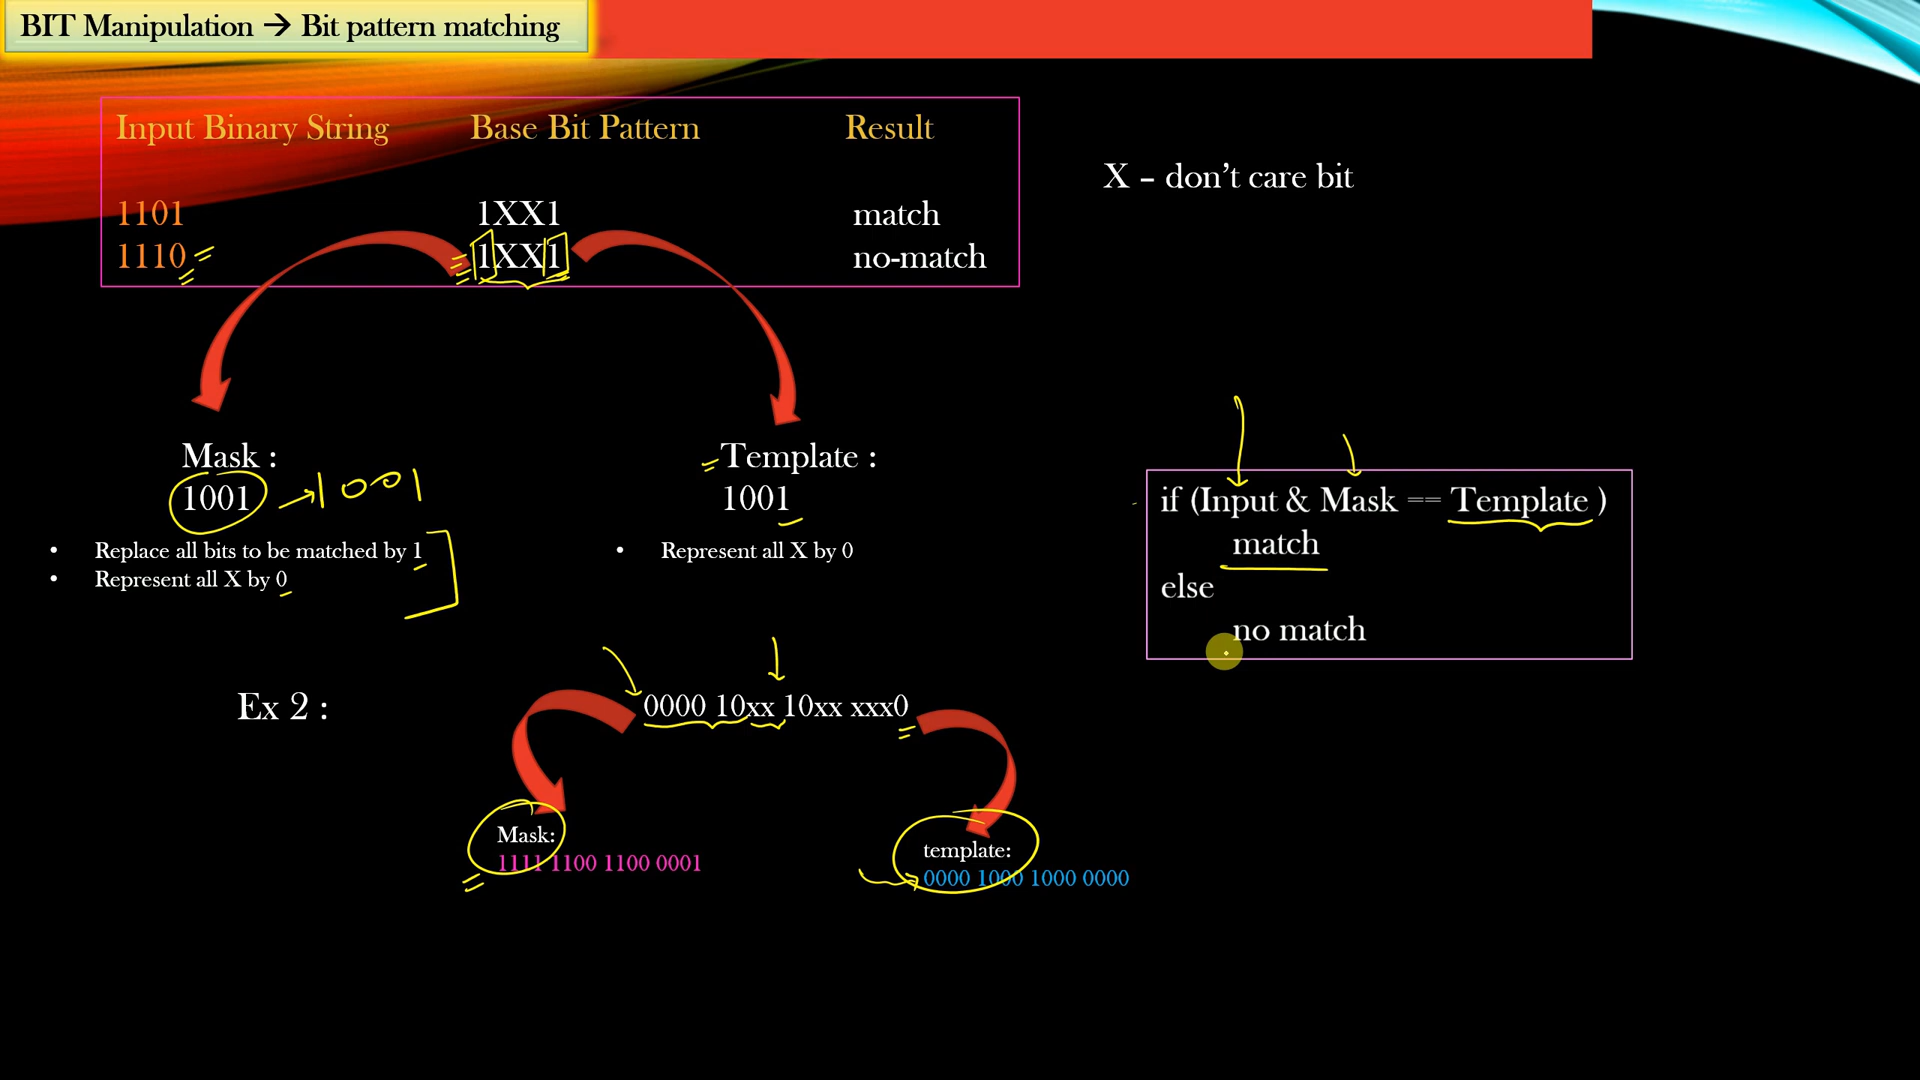 BIT Manipulation → Bit pattern matching
Input Binary String Base Bit Pattern Result
X – don't care bit
1101 1XX1 match
1110 1XX1 no-match
Mask :
1001 → 1001
• Replace all bits to be matched by 1
• Represent all X by 0
Template :
1001
• Represent all X by 0
if (Input & Mask == Template )
match
else
no match
Ex 2 :
0000 10xx 10xx xxx0
Mask:
1111 1100 1100 0001
template:
0000 1000 1000 0000